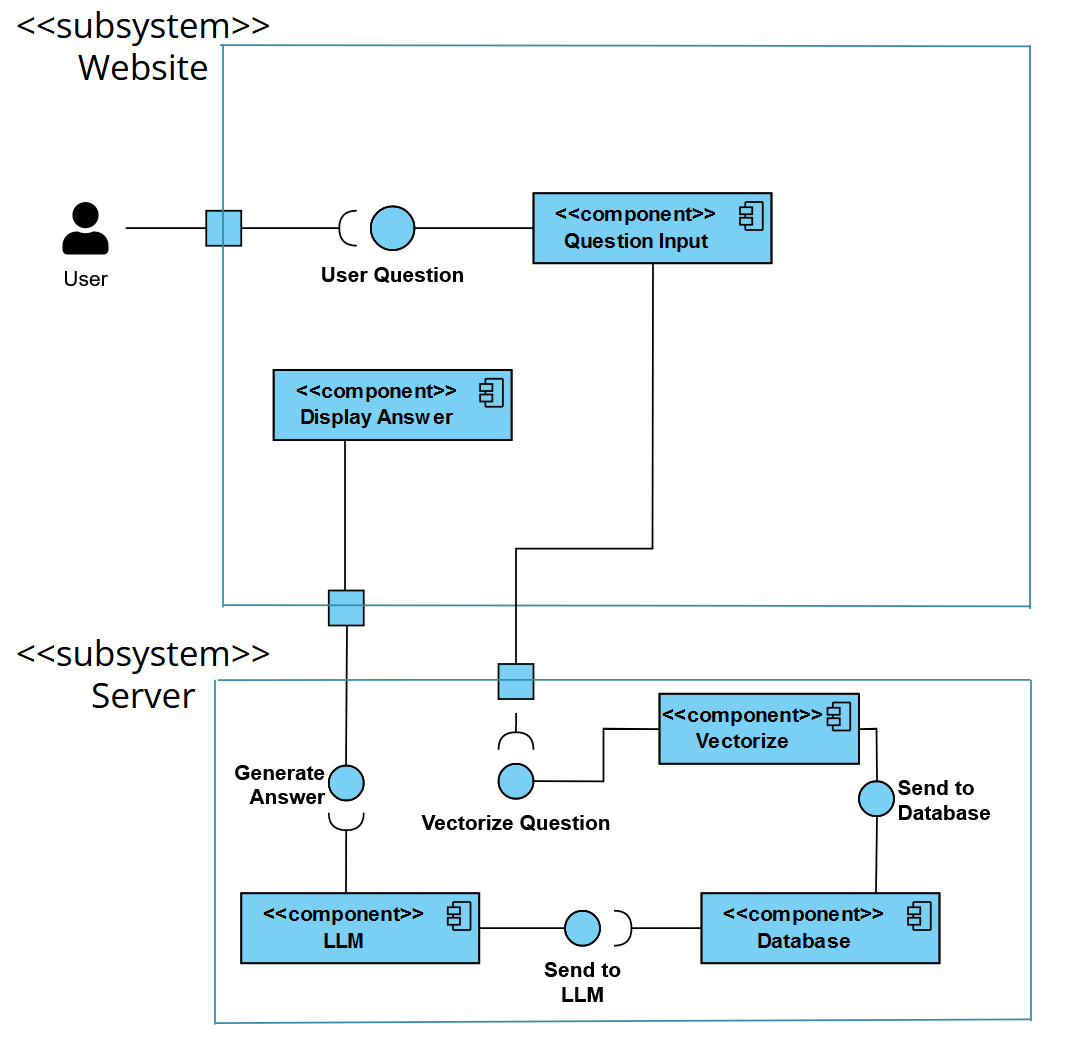 <<subsystem>>
Website
User
User Question
<<component>>
Question Input
<<component>>
Display Answer
<<subsystem>>
Server
<<component>>
Vectorize
Generate
Answer
Vectorize Question
Send to
Database
<<component>>
LLM
Send to
LLM
<<component>>
Database